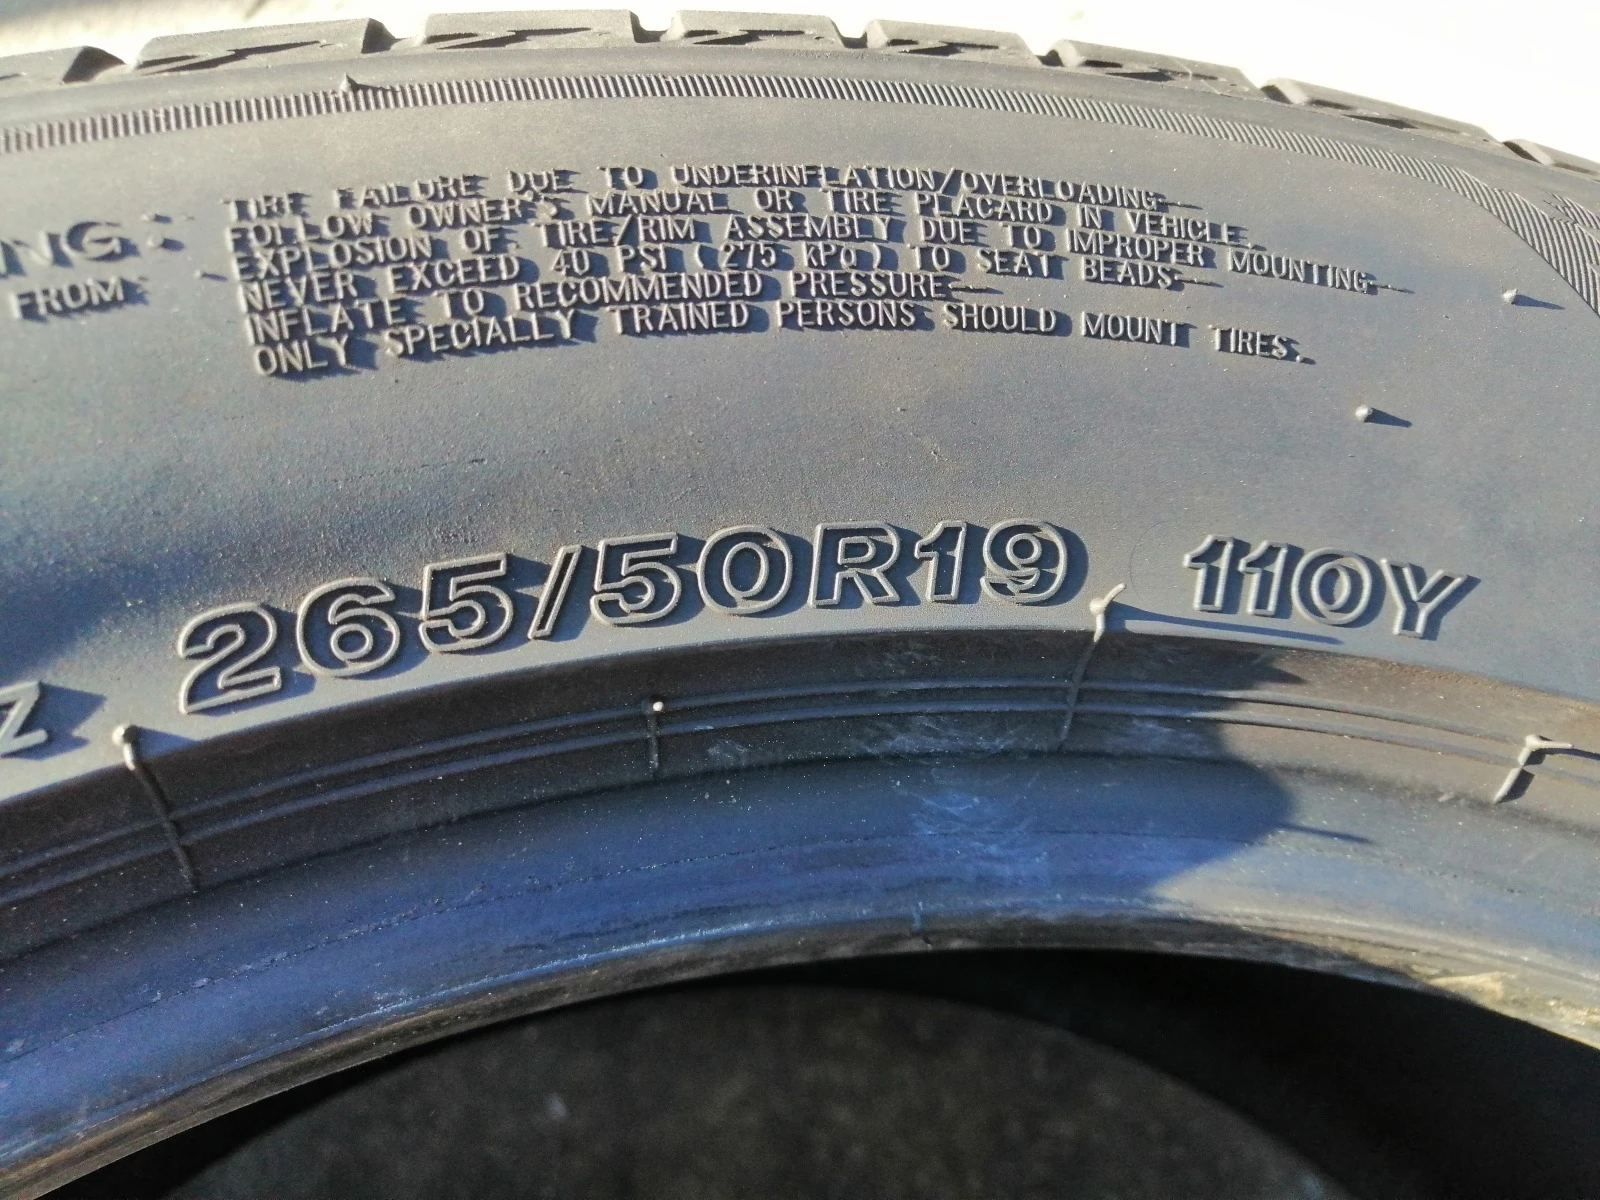 TIRE FAILURE DUE TO UNDERINFLATION/OVERLOADING-
FOLLOW OWNER'S MANUAL OR TIRE PLACARD IN VEHICLE.
NG: EXPLOSION OF TIRE/RIM ASSEMBLY DUE TO IMPROPER MOUNTING-
FROM: NEVER EXCEED 40 PSI (275 kPa) TO SEAT BEADS-
INFLATE TO RECOMMENDED PRESSURE-
ONLY SPECIALLY TRAINED PERSONS SHOULD MOUNT TIRES.
Z 265/50R19 110Y